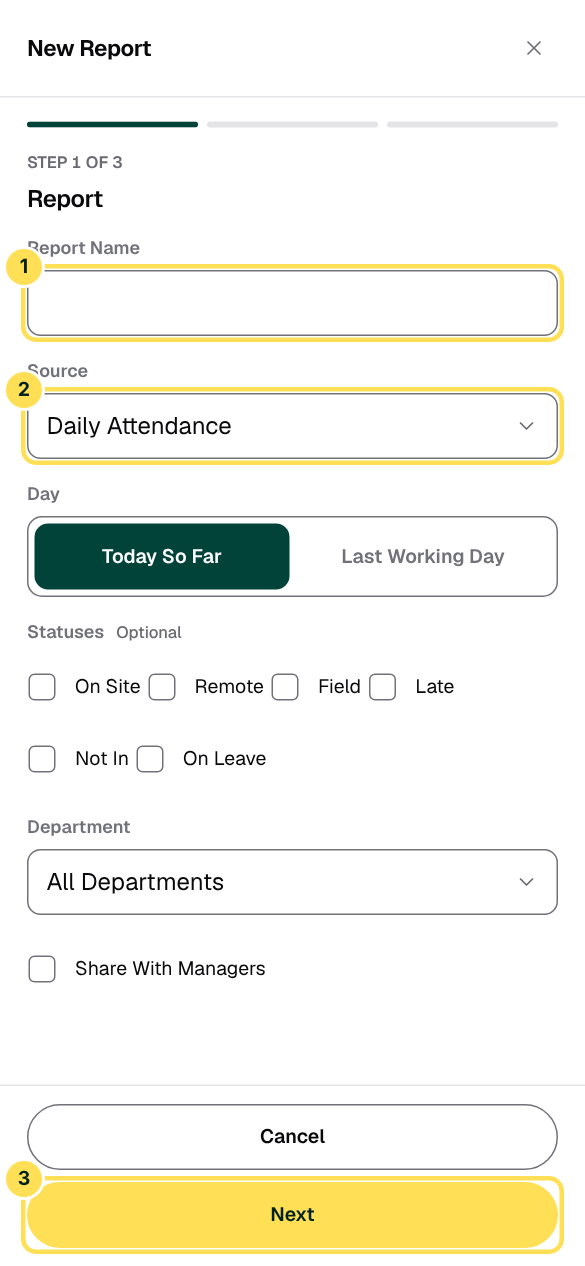 New Report
STEP 1 OF 3
Report
Report Name
1
Source
2
Daily Attendance
Day
Today So Far Last Working Day
Statuses Optional
On Site Remote Field Late
Not In On Leave
Department
All Departments
Share With Managers
Cancel
3
Next